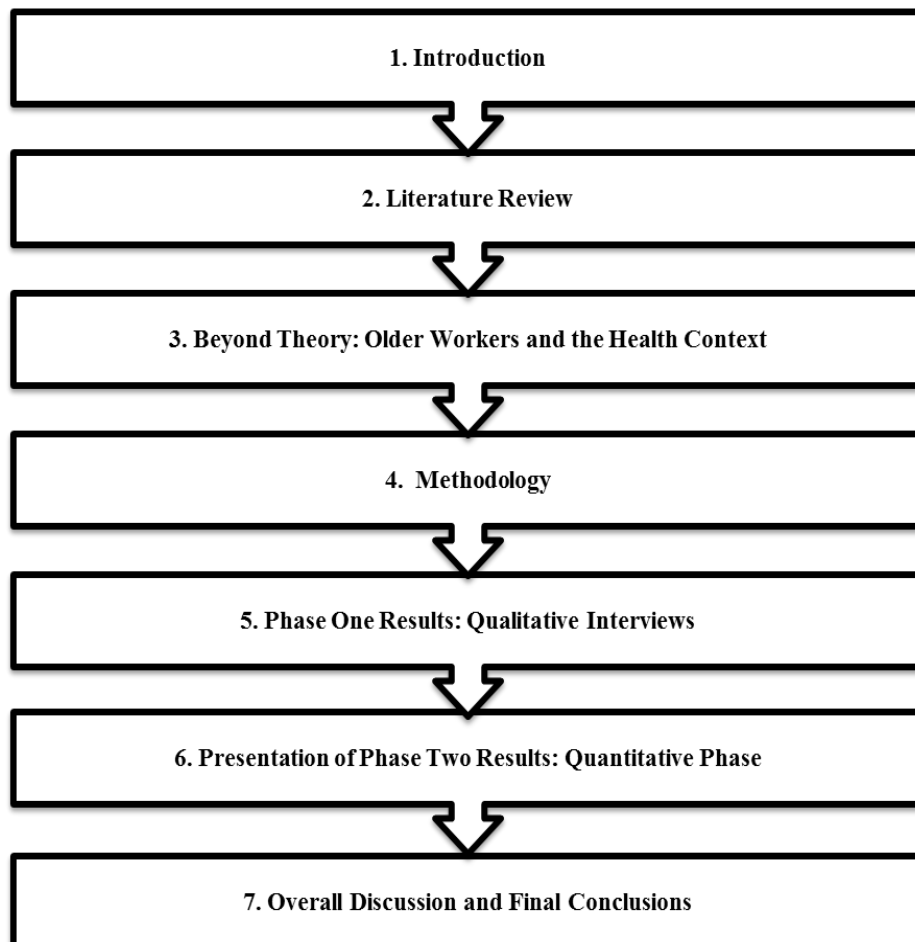 1. Introduction
2. Literature Review
3. Beyond Theory: Older Workers and the Health Context
4. Methodology
5. Phase One Results: Qualitative Interviews
6. Presentation of Phase Two Results: Quantitative Phase
7. Overall Discussion and Final Conclusions